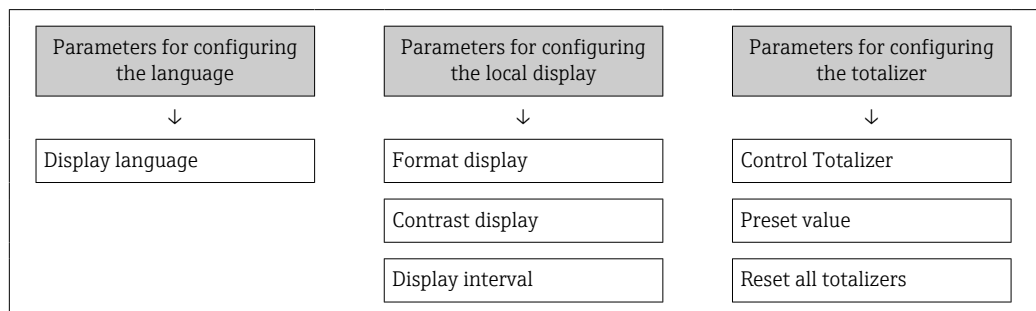 Parameters for configuring
the language
↓
Display language
Parameters for configuring
the local display
↓
Format display
Contrast display
Display interval
Parameters for configuring
the totalizer
↓
Control Totalizer
Preset value
Reset all totalizers